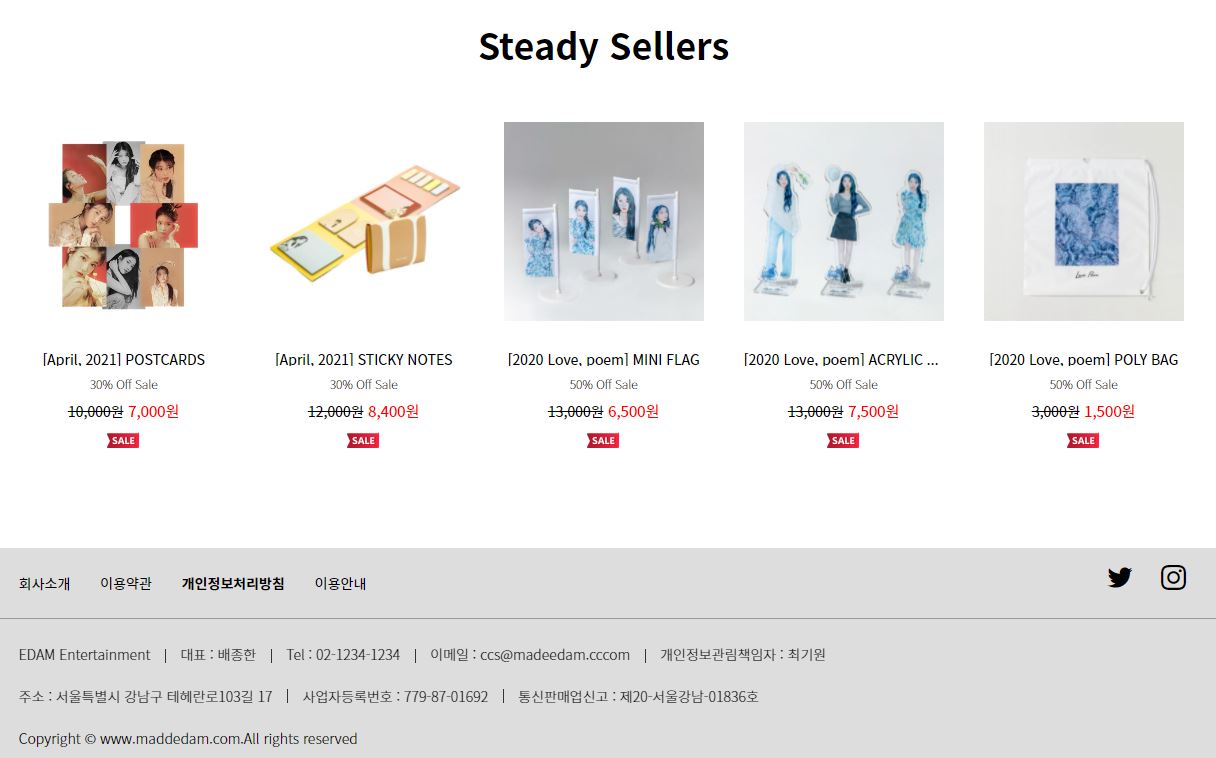 Steady Sellers
Love Poem
[April, 2021] POSTCARDS
30% Off Sale
10,000원 7,000원
SALE
[April, 2021] STICKY NOTES
30% Off Sale
12,000원 8,400원
SALE
[2020 Love, poem] MINI FLAG
50% Off Sale
13,000원 6,500원
SALE
[2020 Love, poem] ACRYLIC ...
50% Off Sale
13,000원 7,500원
SALE
[2020 Love, poem] POLY BAG
50% Off Sale
3,000원 1,500원
SALE
회사소개 이용약관 개인정보처리방침 이용안내
EDAM Entertainment | 대표 : 배종한 | Tel : 02-1234-1234 | 이메일 : ccs@madeedam.cccom | 개인정보관림책임자 : 최기원
주소 : 서울특별시 강남구 테헤란로103길 17 | 사업자등록번호 : 779-87-01692 | 통신판매업신고 : 제20-서울강남-01836호
Copyright © www.maddedam.com.All rights reserved